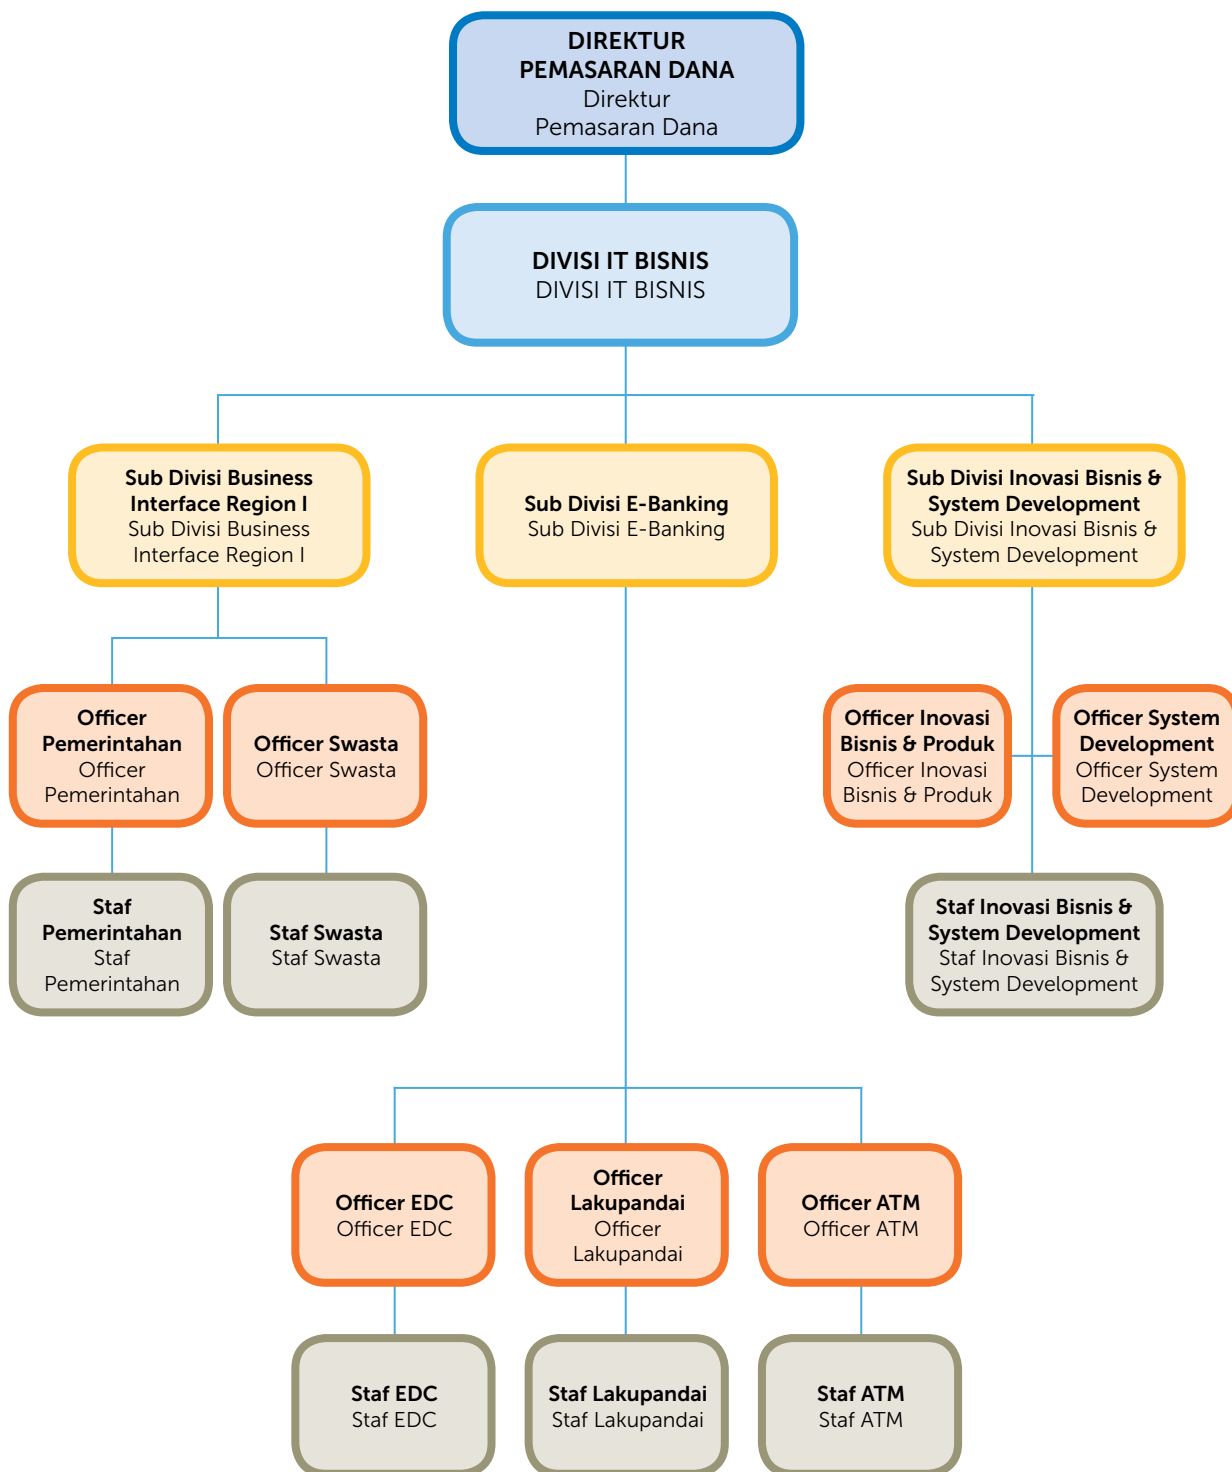 DIREKTUR
PEMASARAN DANA
Direktur
Pemasaran Dana
DIVISI IT BISNIS
DIVISI IT BISNIS
Sub Divisi Business
Interface Region I
Sub Divisi Business
Interface Region I
Sub Divisi E-Banking
Sub Divisi E-Banking
Sub Divisi Inovasi Bisnis &
System Development
Sub Divisi Inovasi Bisnis &
System Development
Officer
Pemerintahan
Officer
Pemerintahan
Officer Swasta
Officer Swasta
Officer Inovasi
Bisnis & Produk
Officer Inovasi
Bisnis & Produk
Officer System
Development
Officer System
Development
Staf
Pemerintahan
Staf
Pemerintahan
Staf Swasta
Staf Swasta
Staf Inovasi Bisnis &
System Development
Staf Inovasi Bisnis &
System Development
Officer EDC
Officer EDC
Officer
Lakupandai
Officer
Lakupandai
Officer ATM
Officer ATM
Staf EDC
Staf EDC
Staf Lakupandai
Staf Lakupandai
Staf ATM
Staf ATM